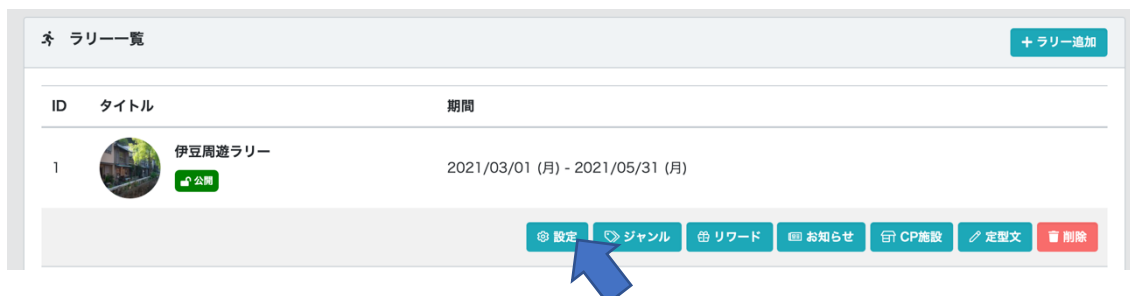 ラリー一覧
+ ラリー追加
ID タイトル 期間
1 伊豆周遊ラリー 2021/03/01 (月) - 2021/05/31 (月)
公開
設定 ジャンル リワード お知らせ CP施設 定型文 削除